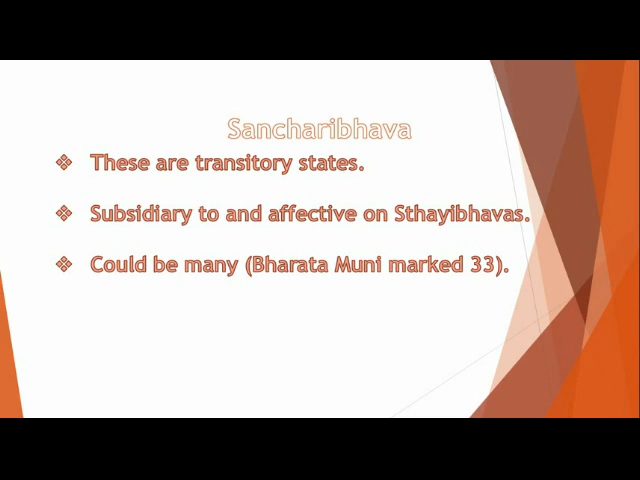 Sancharibhava
❖ These are transitory states.
❖ Subsidiary to and affective on Sthayibhavas.
❖ Could be many (Bharata Muni marked 33).